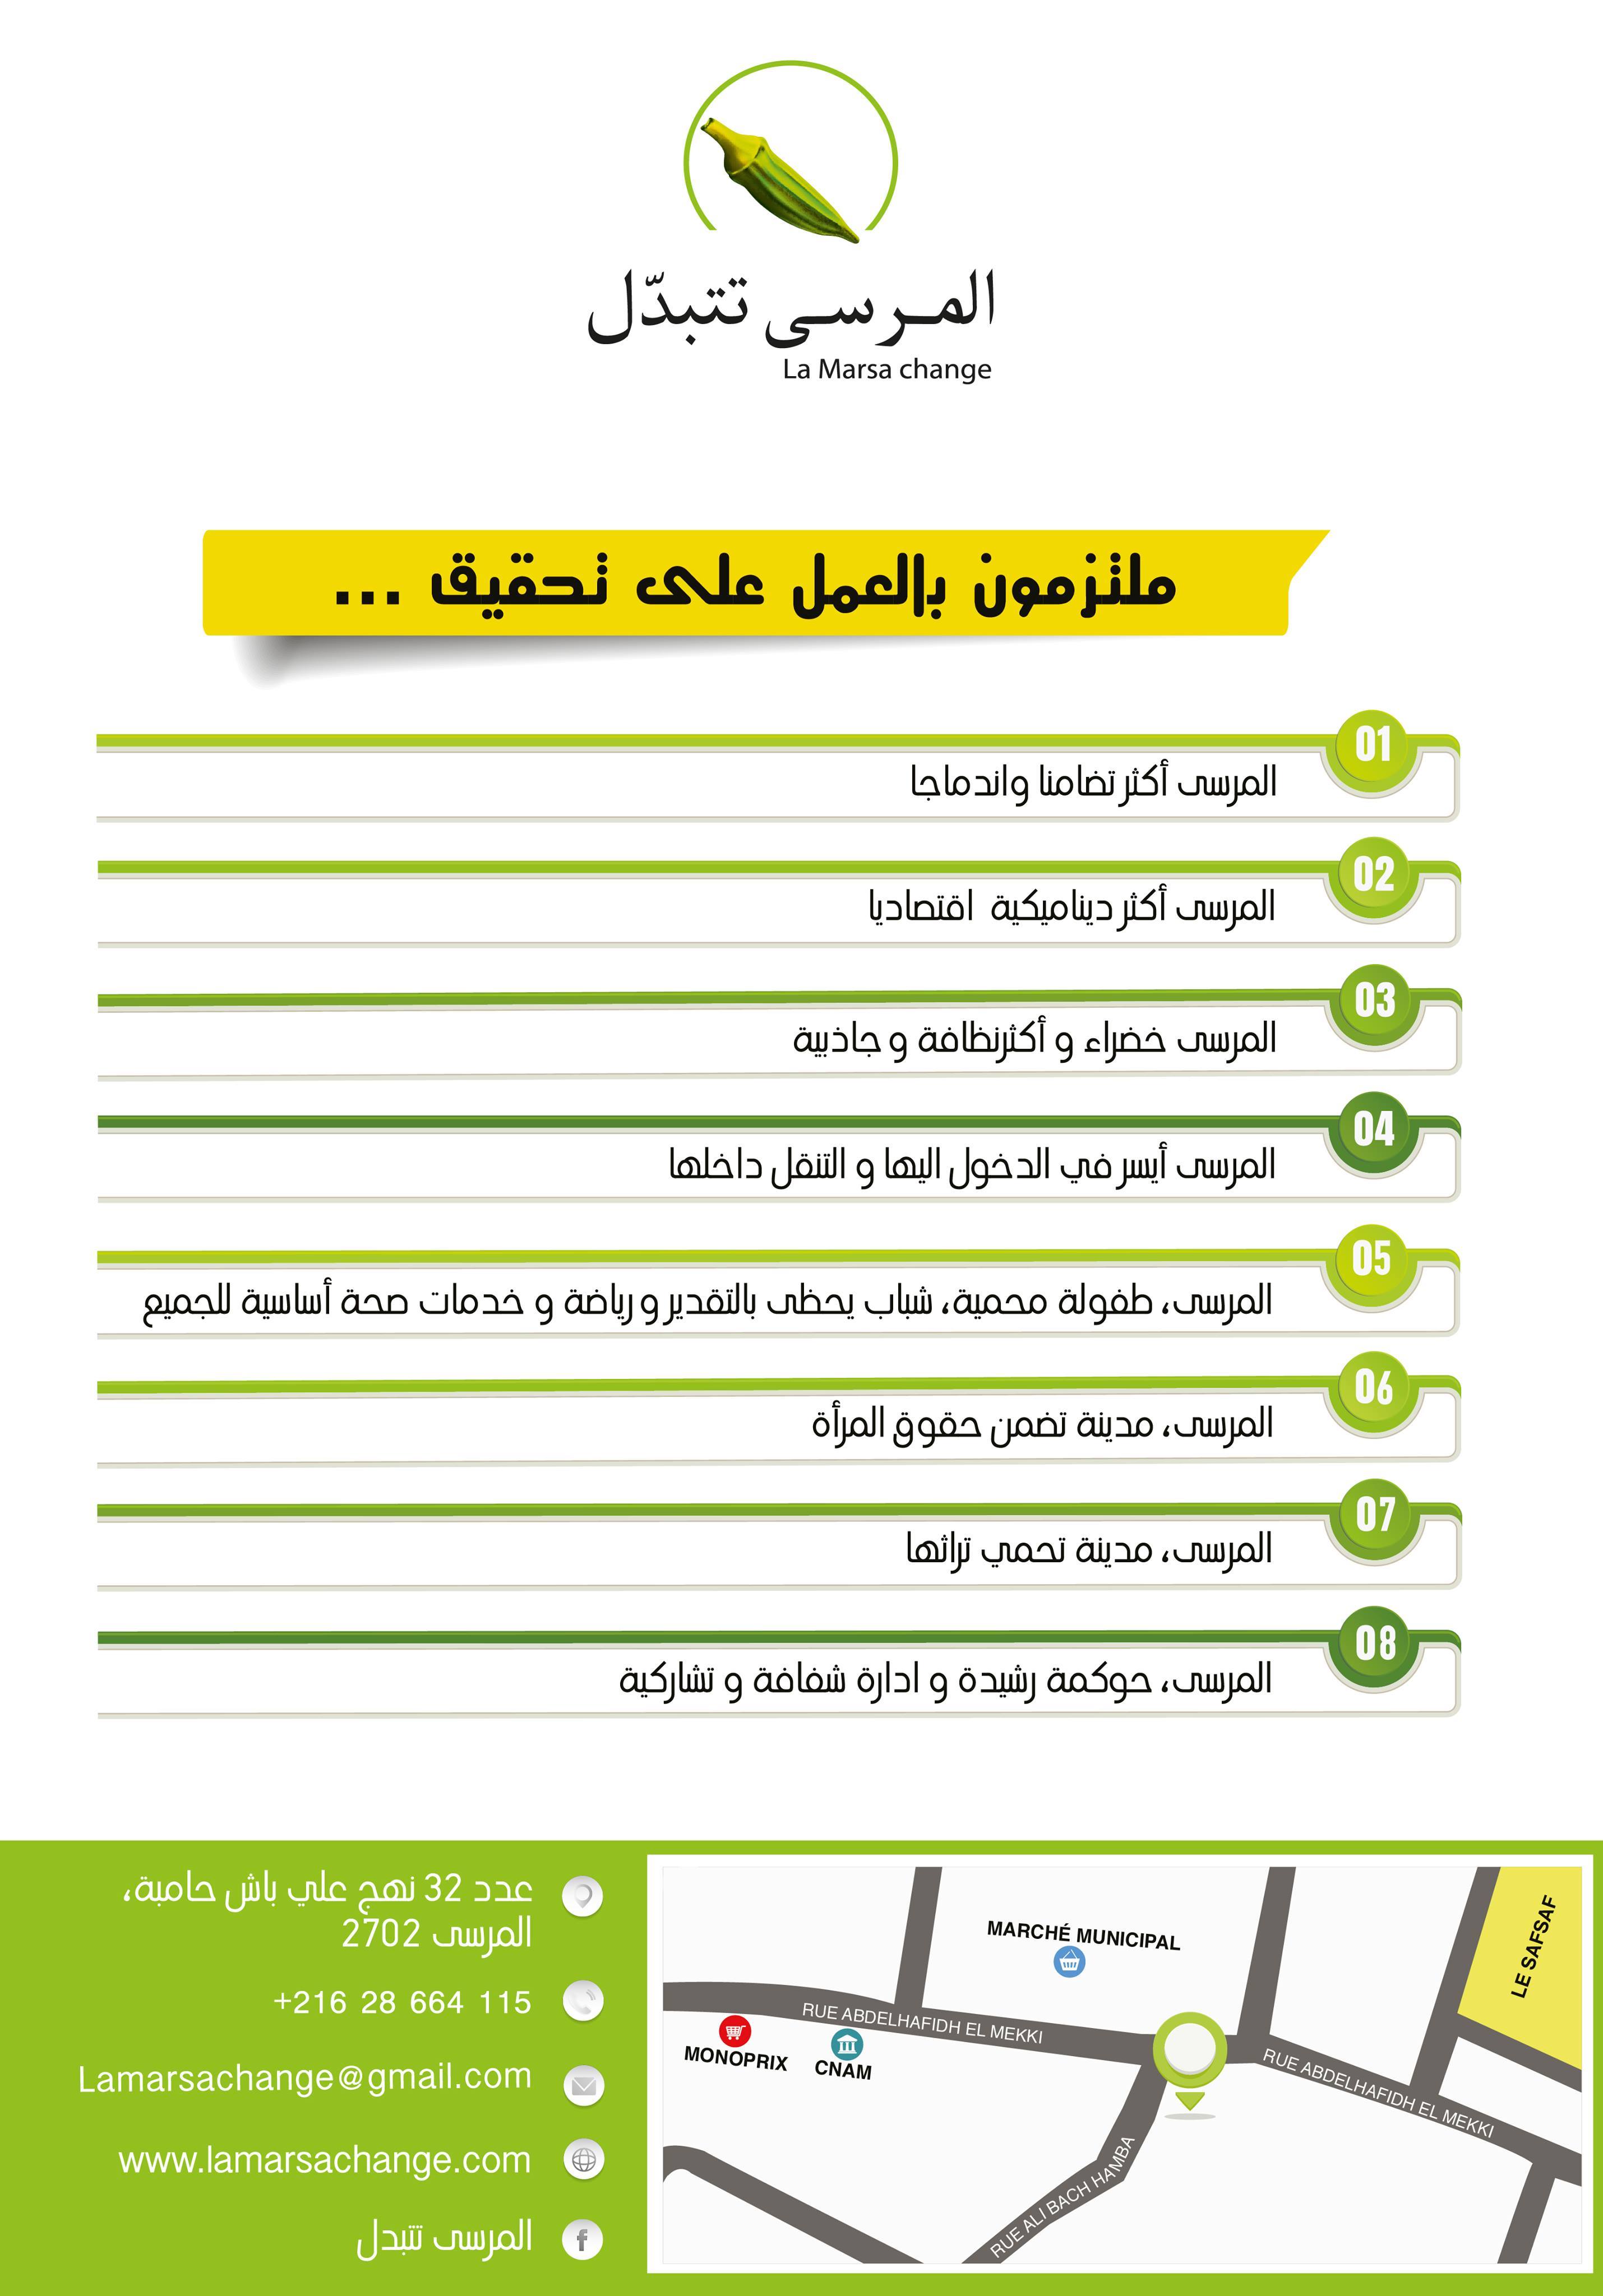 المرسى تتبدّل
La Marsa change
ملتزمون بالعمل على تحقيق ...
01
المرسى أكثر تضامنا واندماجا
02
المرسى أكثر ديناميكية اقتصاديا
03
المرسى خضراء و أكثرنظافة و جاذبية
04
المرسى أيسر في الدخول اليها و التنقل داخلها
05
المرسى، طفولة محمية، شباب يحظى بالتقدير و رياضة و خدمات صحة أساسية للجميع
06
المرسى، مدينة تضمن حقوق المرأة
07
المرسى، مدينة تحمي تراثها
08
المرسى، حوكمة رشيدة و ادارة شفافة و تشاركية
عدد 32 نهج علي باش حامبة،
المرسى 2702
+216 28 664 115
Lamarsachange@gmail.com
www.lamarsachange.com
المرسى تتبدل
MARCHÉ MUNICIPAL
LE SAFSAF
RUE ABDELHAFIDH EL MEKKI
MONOPRIX
CNAM
RUE ABDELHAFIDH EL MEKKI
RUE ALI BACH HAMBA